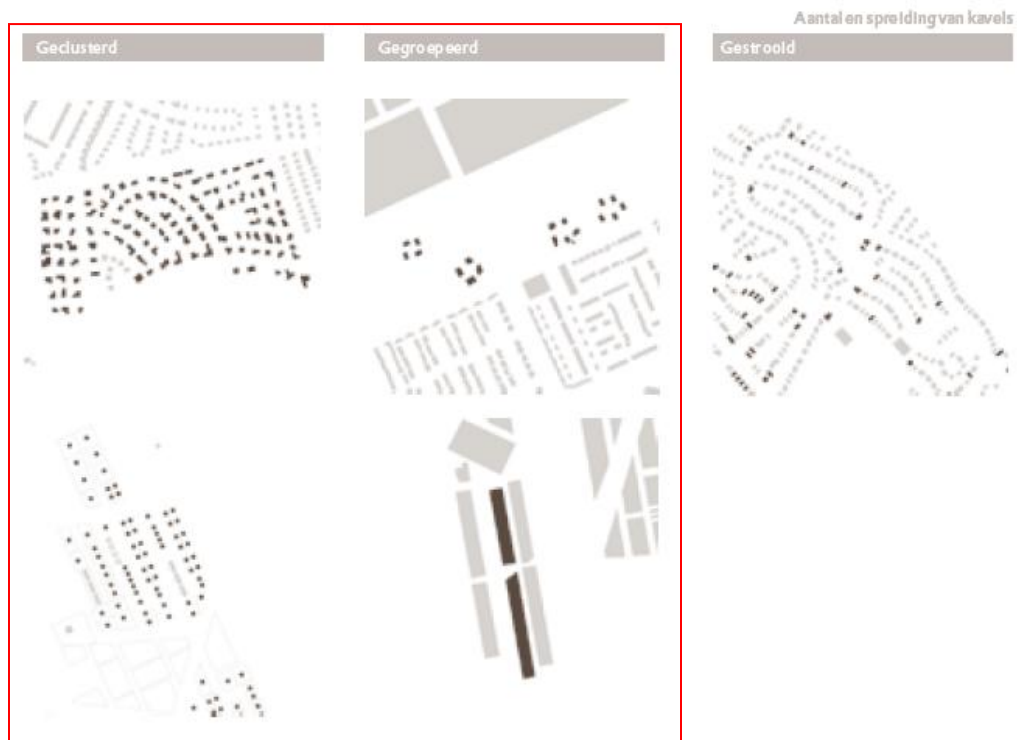 Aantal en spreiding van kavels
Geclusterd
Gegroepeerd
Gestrooid